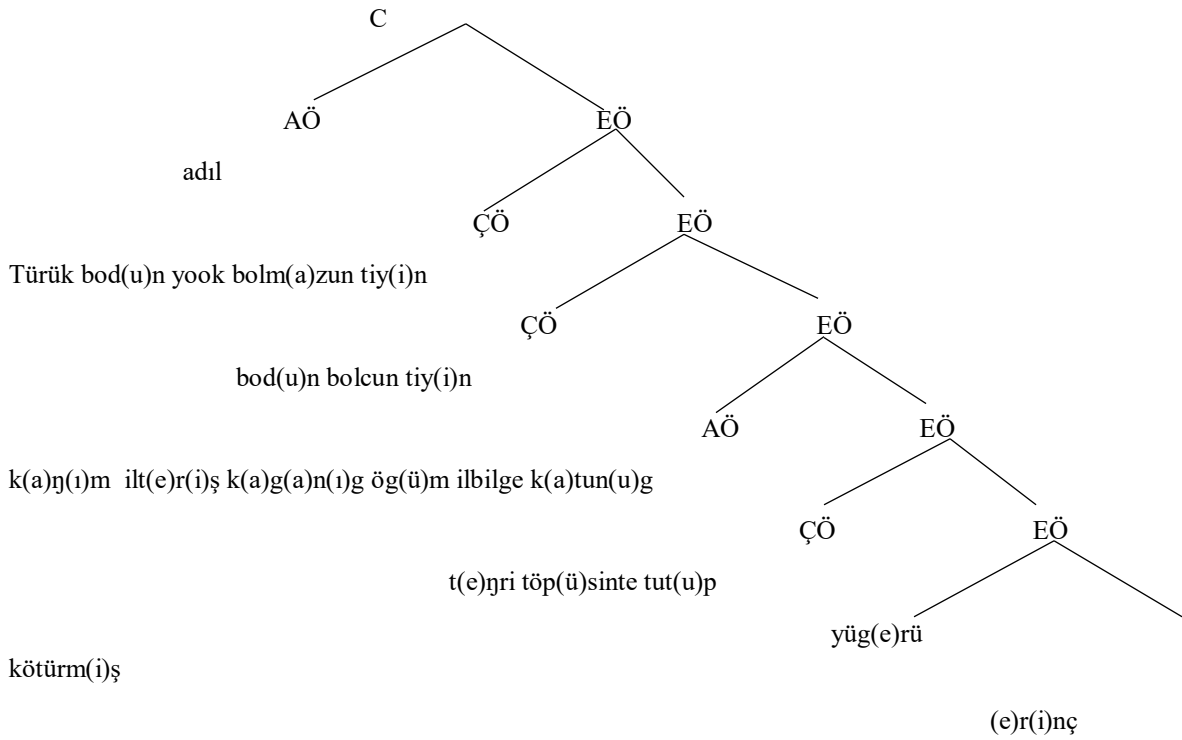 C
AÖ EÖ
adıl
ÇÖ EÖ
Türük bod(u)n yook bolm(a)zun tiy(i)n
ÇÖ EÖ
bod(u)n bolcun tiy(i)n
AÖ EÖ
k(a)ŋ(ı)m ilt(e)r(i)ş k(a)g(a)n(ı)g ög(ü)m ilbilge k(a)tun(u)g
ÇÖ EÖ
t(e)ŋri töp(ü)sinte tut(u)p
yüg(e)rü
kötürm(i)ş
(e)r(i)nç